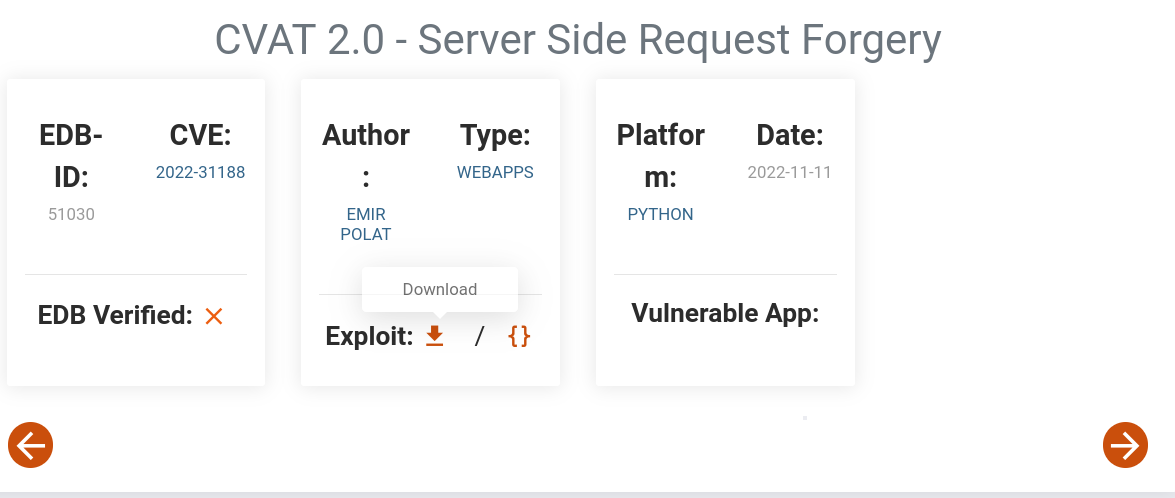 CVAT 2.0 - Server Side Request Forgery
EDB-
ID:
51030
CVE:
2022-31188
EDB Verified:
Author
:
EMIR
POLAT
Type:
WEBAPPS
Download
Exploit: / {}
Platfor
m:
PYTHON
Date:
2022-11-11
Vulnerable App: